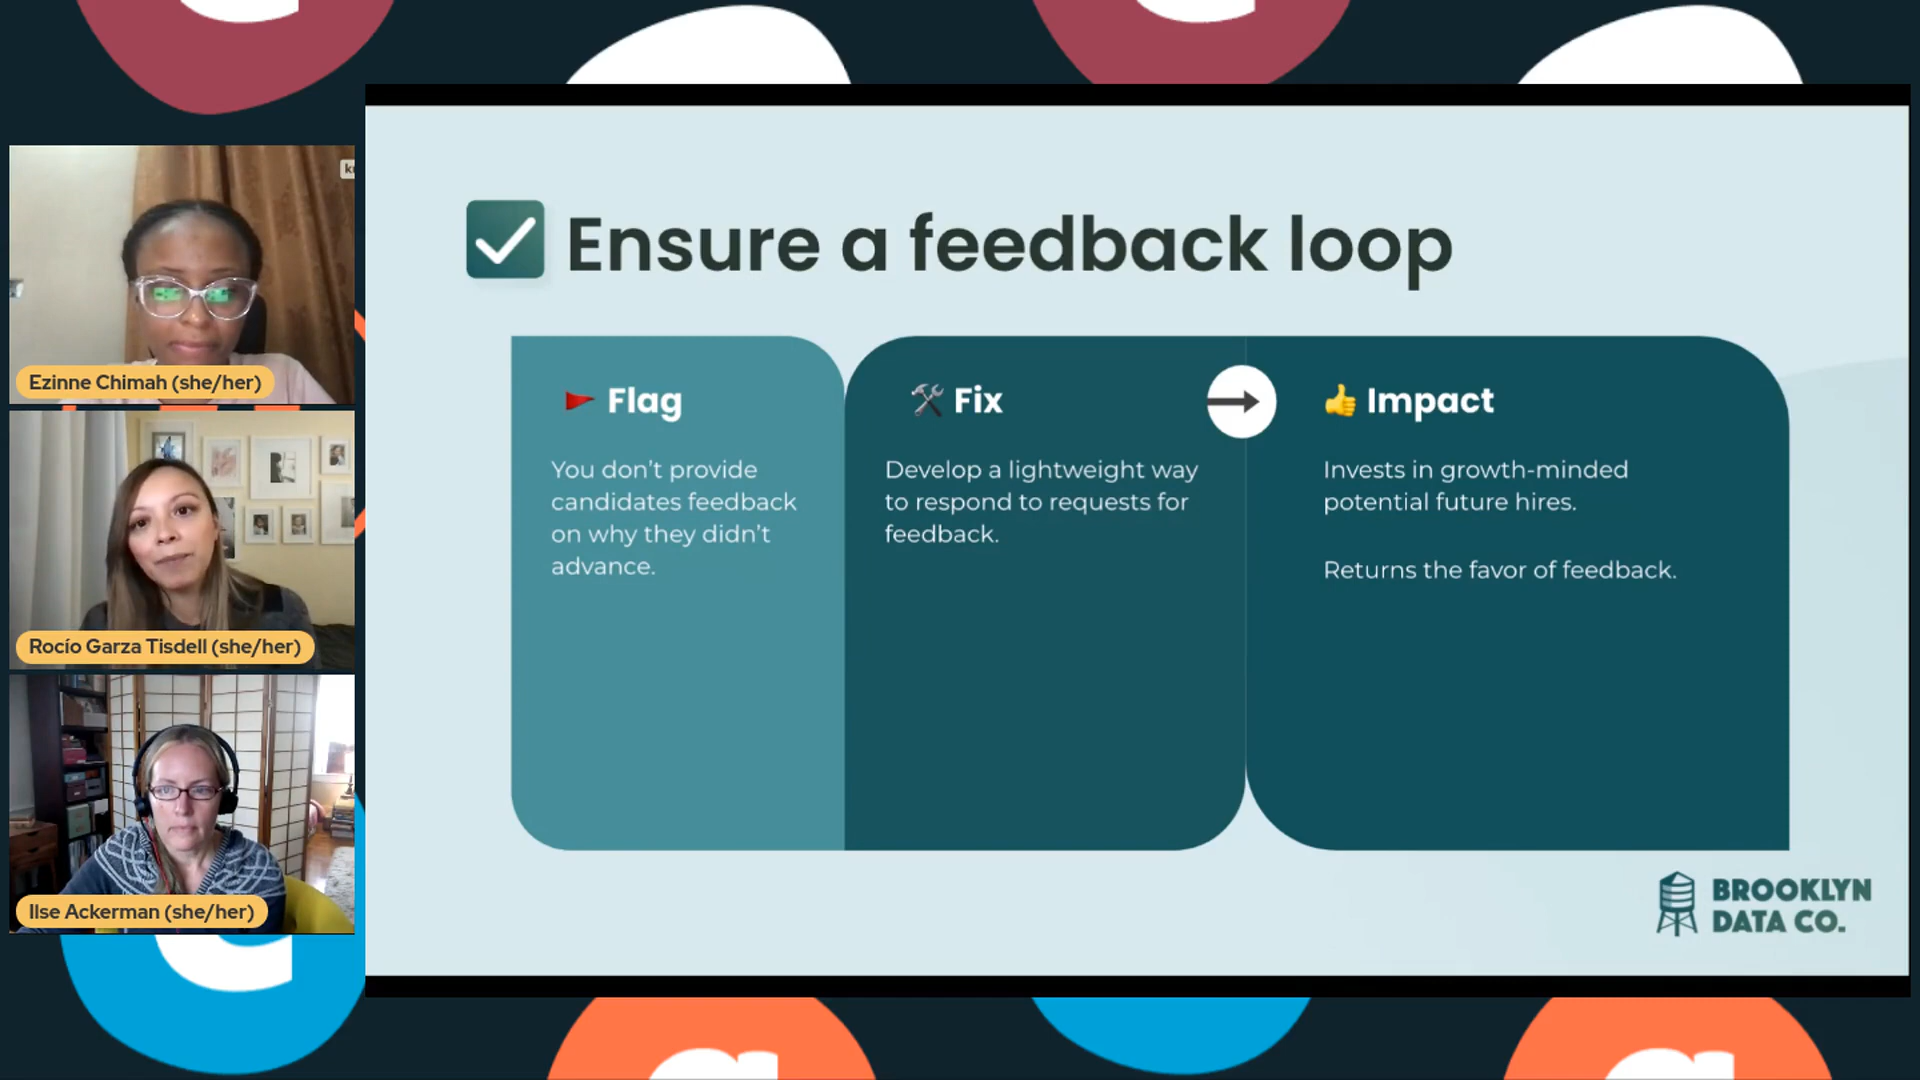 Ezinne Chimah (she/her)
Rocío Garza Tisdell (she/her)
Ilse Ackerman (she/her)
Ensure a feedback loop
Flag
You don't provide
candidates feedback
on why they didn't
advance.
Fix
Develop a lightweight way
to respond to requests for
feedback.
Impact
Invests in growth-minded
potential future hires.
Returns the favor of feedback.
BROOKLYN
DATA CO.